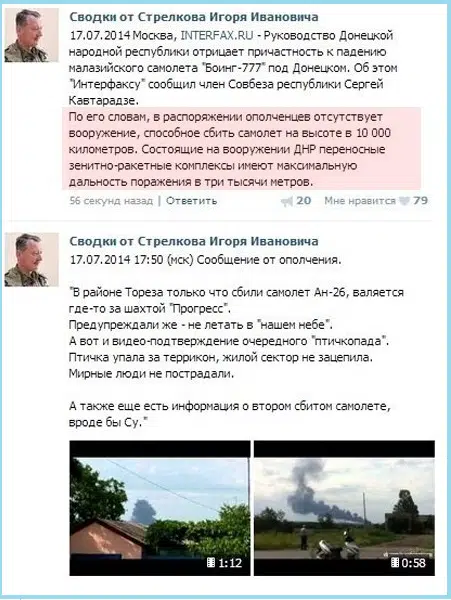 Сводки от Стрелкова Игоря Ивановича
17.07.2014 Москва, INTERFAX.RU - Руководство Донецкой
народной республики отрицает причастность к падению
малазийского самолета "Боинг-777" под Донецком. Об этом
"Интерфаксу" сообщил член Совбеза республики Сергей
Кавтарадзе.
По его словам, в распоряжении ополченцев отсутствует
вооружение, способное сбить самолет на высоте в 10 000
километров. Состоящие на вооружении ДНР переносные
зенитно-ракетные комплексы имеют максимальную
дальность поражения в три тысячи метров.
56 секунд назад | Ответить 20 Мне нравится 79
Сводки от Стрелкова Игоря Ивановича
17.07.2014 17:50 (мск) Сообщение от ополчения.
"В районе Тореза только что сбили самолет Ан-26, валяется
где-то за шахтой "Прогресс".
Предупреждали же - не летать в "нашем небе".
А вот и видео-подтверждение очередного "птичкопада".
Птичка упала за террикон, жилой сектор не зацепила.
Мирные люди не пострадали.
А также еще есть информация о втором сбитом самолете,
вроде бы Су."
1:12 0:58